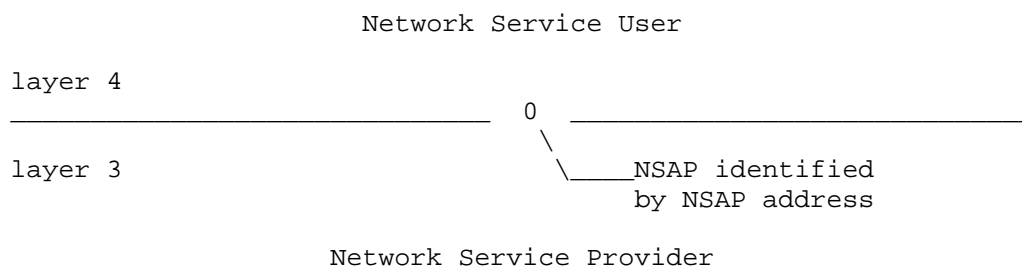 Network Service User
layer 4
0
layer 3
NSAP identified
by NSAP address
Network Service Provider